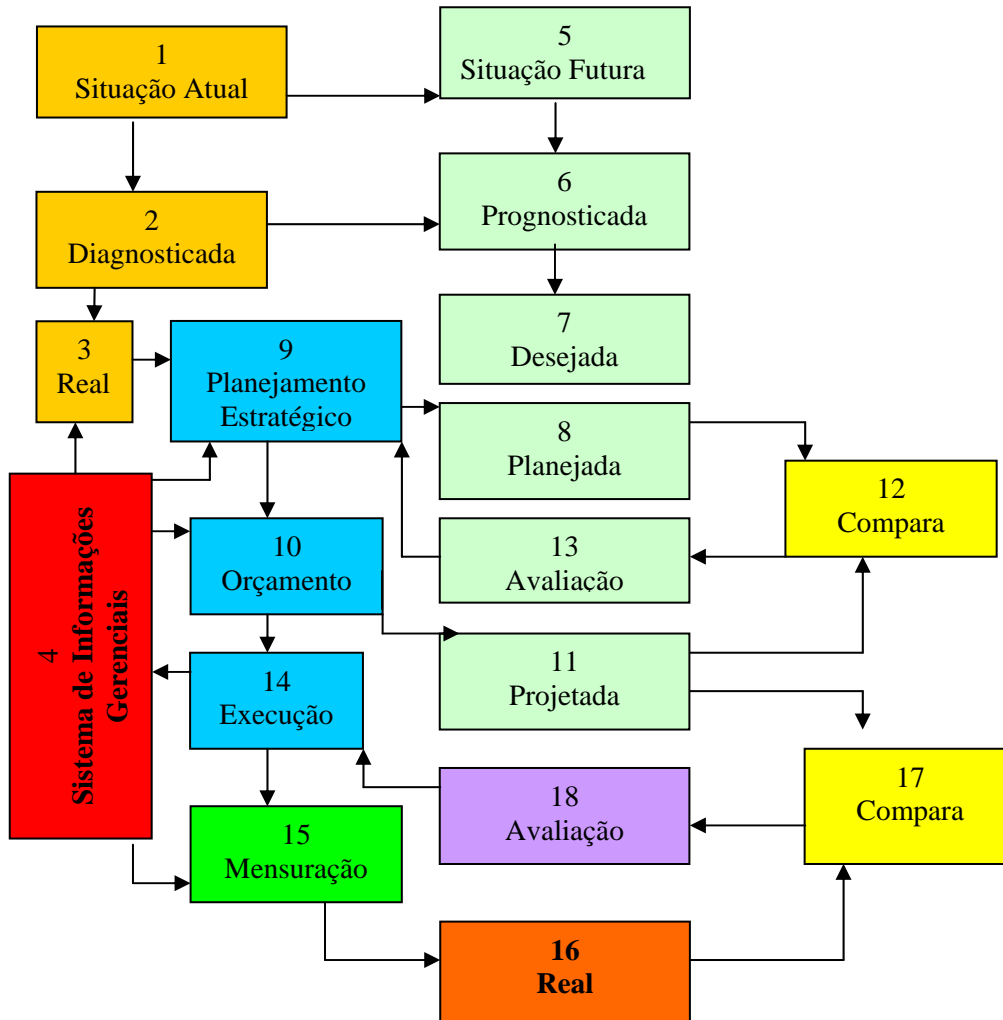 1
Situação Atual
5
Situação Futura
2
Diagnosticada
6
Prognosticada
3
Real
9
Planejamento
Estratégico
7
Desejada
8
Planejada
12
Compara
4
Sistema de Informações
Gerenciais
10
Orçamento
13
Avaliação
14
Execução
11
Projetada
15
Mensuração
18
Avaliação
17
Compara
16
Real